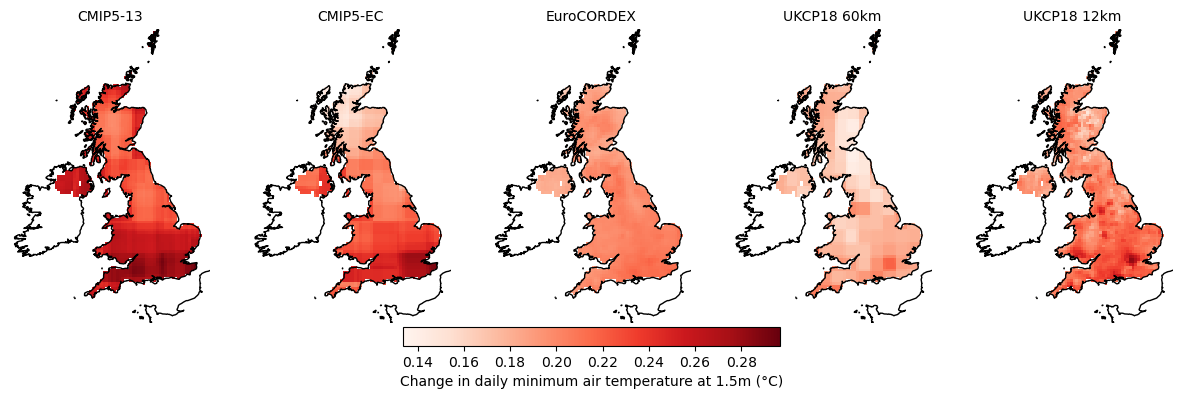 CMIP5-13 CMIP5-EC EuroCORDEX UKCP18 60km UKCP18 12km
0.14 0.16 0.18 0.20 0.22 0.24 0.26 0.28
Change in daily minimum air temperature at 1.5m (°C)